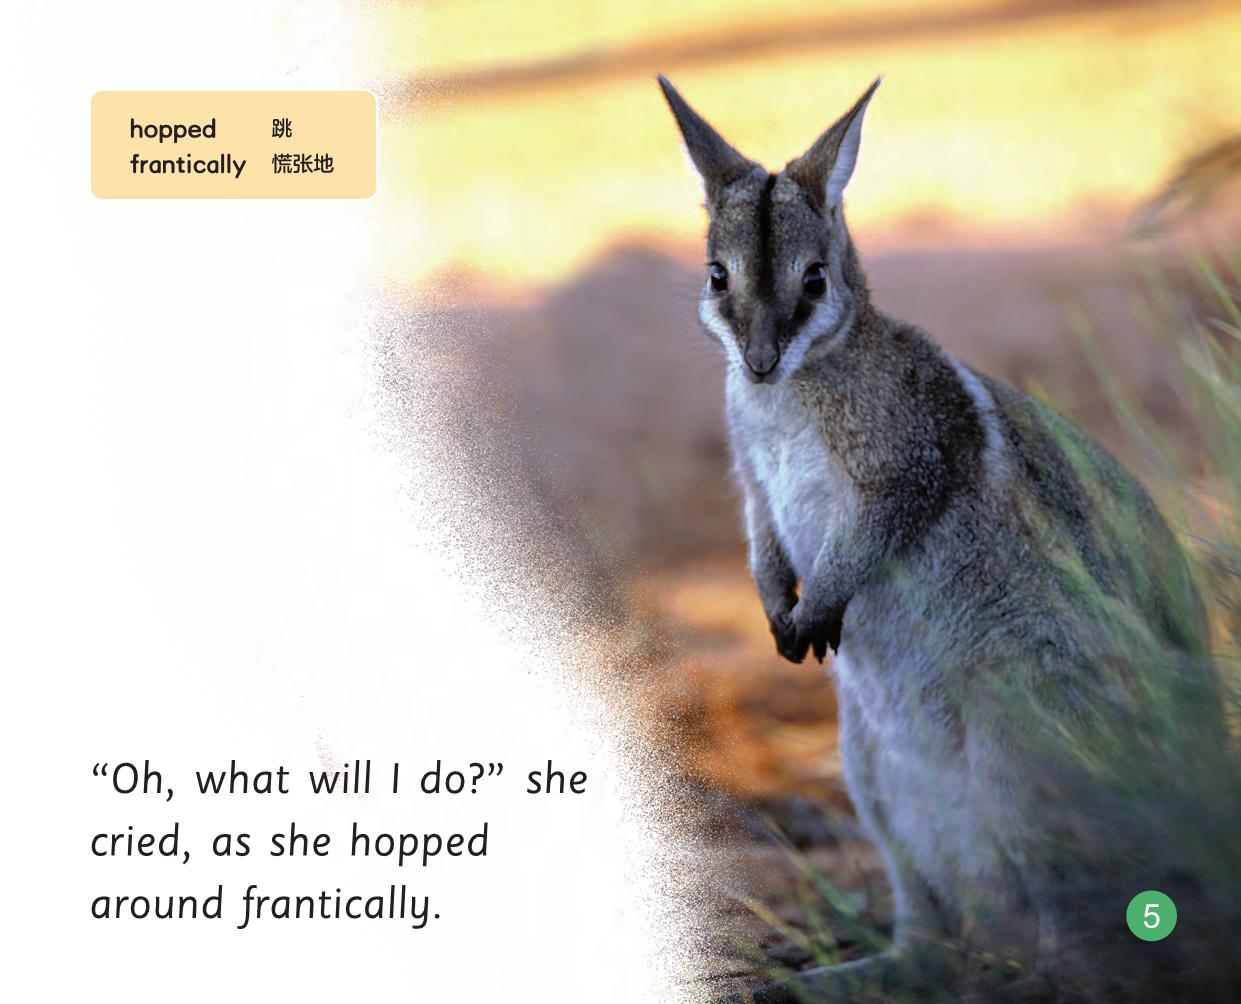 hopped 跳
frantically 慌张地
“Oh, what will I do?” she
cried, as she hopped
around frantically.
5